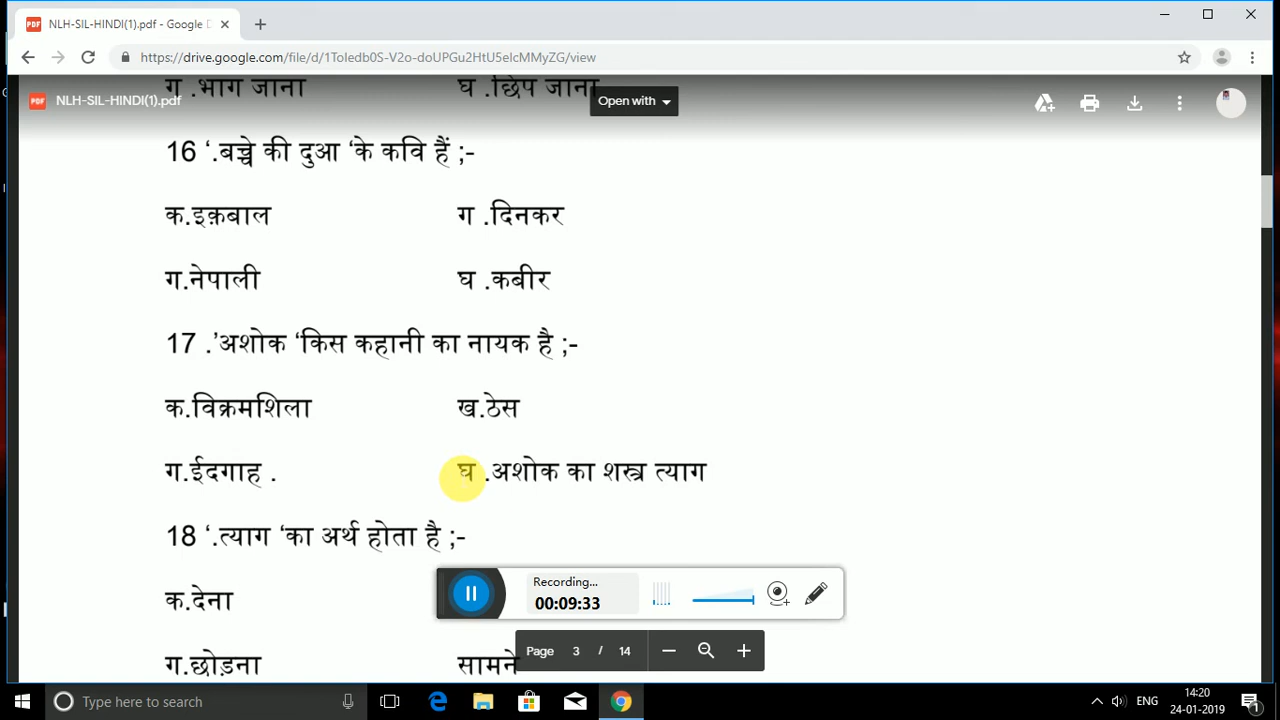 NLH-SIL-HINDI(1).pdf - Google D
https://drive.google.com/file/d/1Toledb0S-V2o-doUPGu2HtU5elcMMyZG/view
ग .भाग जाना घ .छिप जाना
NLH-SIL-HINDI(1).pdf Open with
16 ‘.बच्चे की दुआ ‘के कवि हैं ;-
क.इक़बाल ग .दिनकर
ग.नेपाली घ .कबीर
17 .’अशोक ‘किस कहानी का नायक है ;-
क.विक्रमशिला ख.ठेस
ग.ईदगाह . घ .अशोक का शस्त्र त्याग
18 ‘.त्याग ‘का अर्थ होता है ;-
क.देना
Recording...
00:09:33
Page 3 / 14
ग.छोड़ना सामने
Type here to search
ENG
14:20
24-01-2019